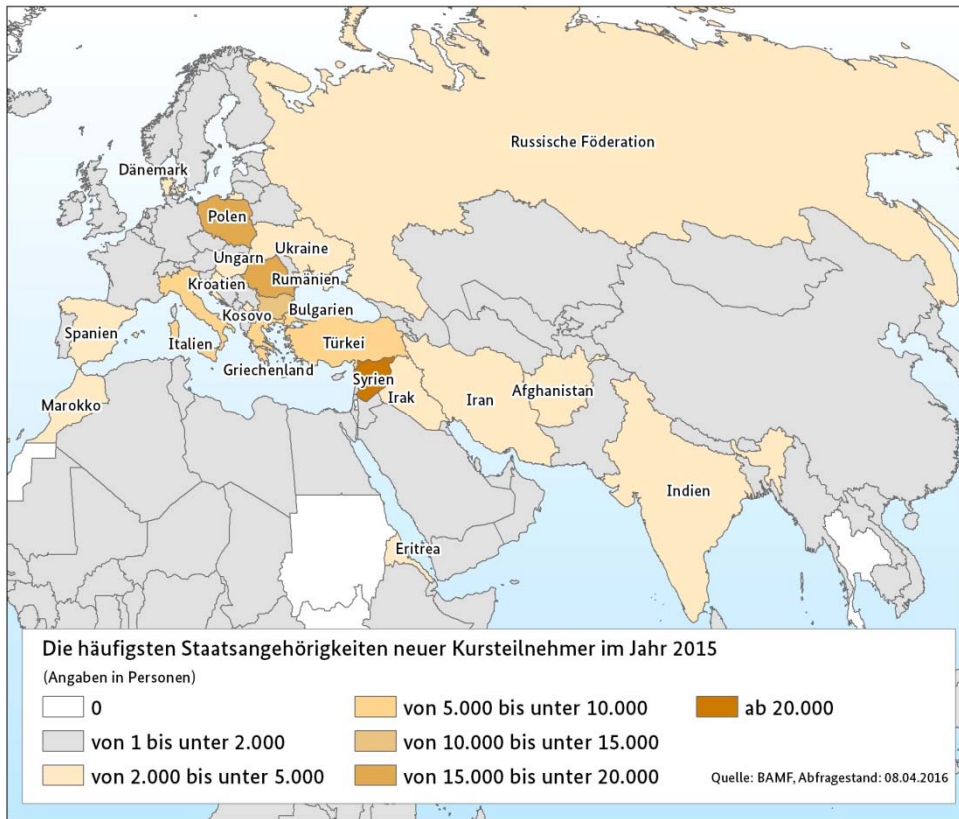 Russische Föderation
Dänemark
Polen
Ukraine
Ungarn
Kroatien
Rumänien
Kosovo
Bulgarien
Spanien
Italien
Türkei
Griechenland
Syrien
Afghanistan
Marokko
Irak
Iran
Indien
Eritrea
Die häufigsten Staatsangehörigkeiten neuer Kursteilnehmer im Jahr 2015
(Angaben in Personen)
0
von 5.000 bis unter 10.000
ab 20.000
von 1 bis unter 2.000
von 10.000 bis unter 15.000
von 2.000 bis unter 5.000
von 15.000 bis unter 20.000
Quelle: BAMF, Abfragestand: 08.04.2016